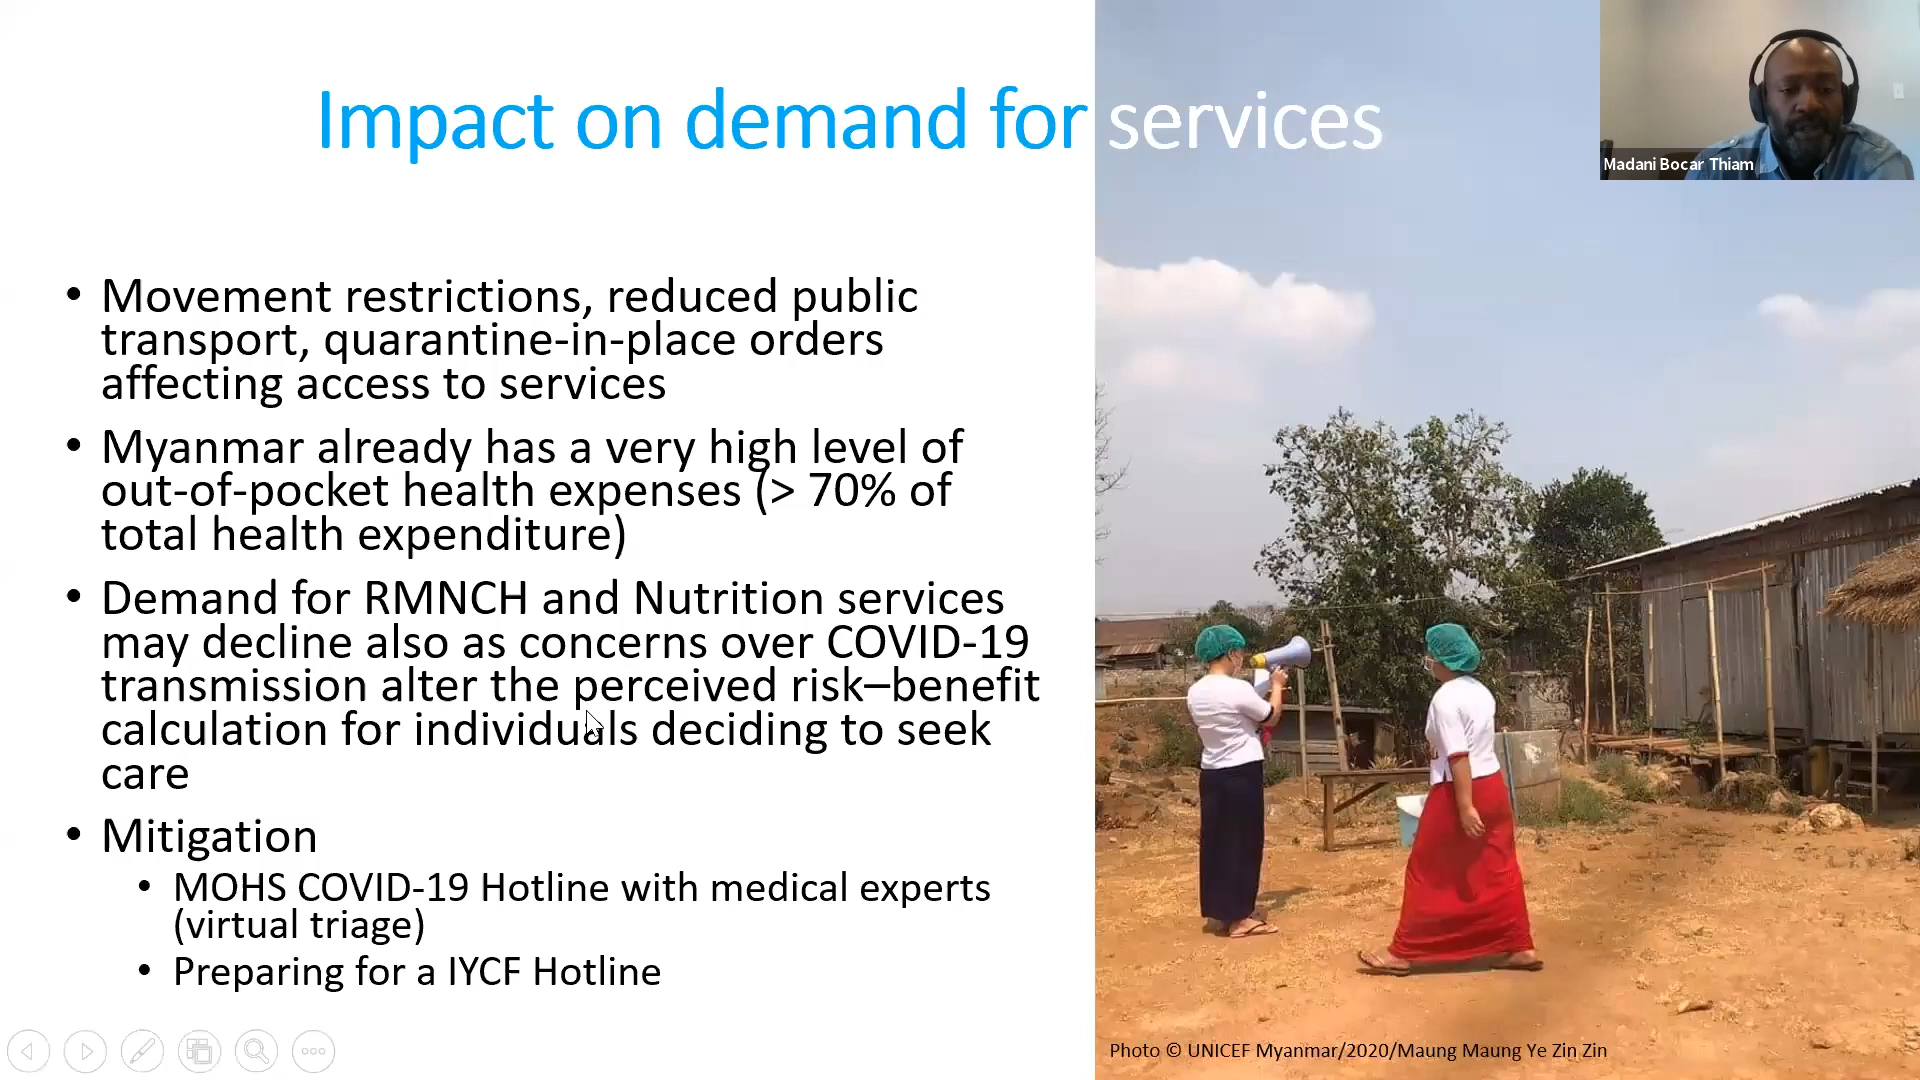 Impact on demand for services
Madani Bocar Thiam
• Movement restrictions, reduced public
transport, quarantine-in-place orders
affecting access to services
• Myanmar already has a very high level of
out-of-pocket health expenses (> 70% of
total health expenditure)
• Demand for RMNCH and Nutrition services
may decline also as concerns over COVID-19
transmission alter the perceived risk–benefit
calculation for individuals deciding to seek
care
• Mitigation
• MOHS COVID-19 Hotline with medical experts
(virtual triage)
• Preparing for a IYCF Hotline
Photo © UNICEF Myanmar/2020/Maung Maung Ye Zin Zin